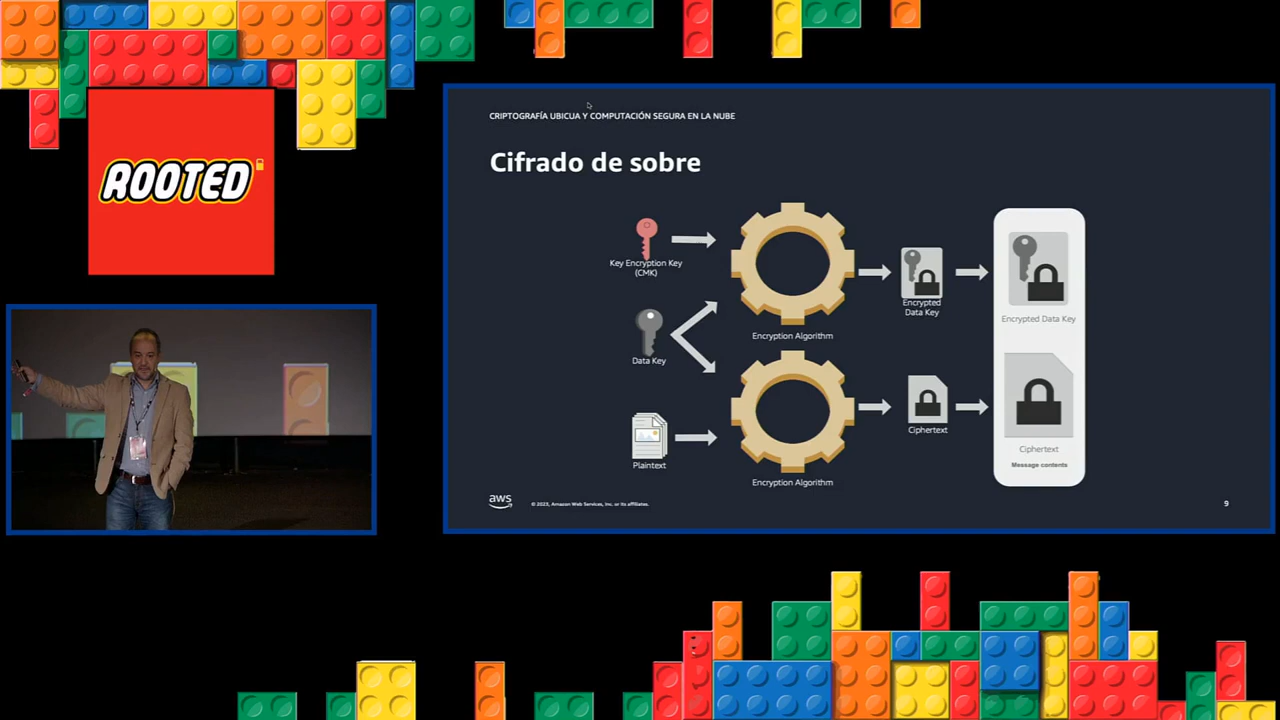 ROOTED
CRIPTOGRAFÍA UBICUA Y COMPUTACIÓN SEGURA EN LA NUBE
Cifrado de sobre
Key Encryption Key
(CMK)
Data Key
Plaintext
Encryption Algorithm
Encryption Algorithm
Encrypted
Data Key
Ciphertext
Encrypted Data Key
Ciphertext
Message contents
aws
© 2023, Amazon Web Services, Inc. or its affiliates.
9